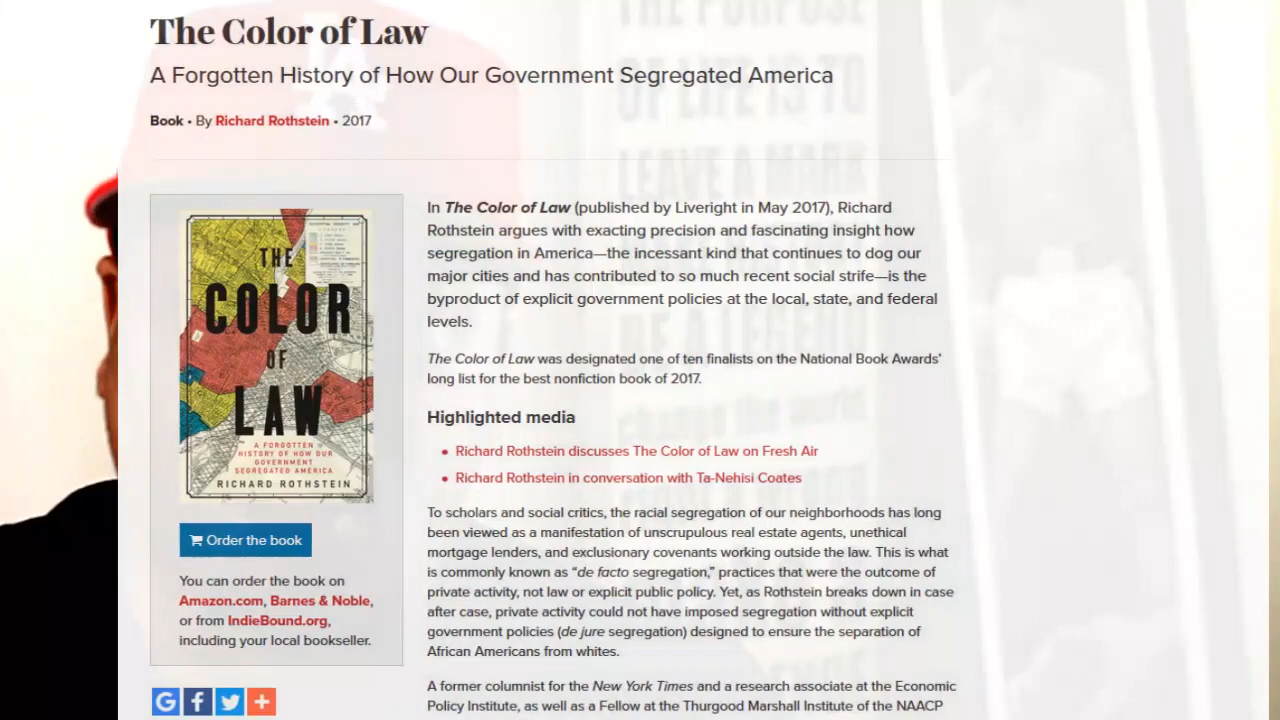 The Color of Law
A Forgotten History of How Our Government Segregated America
Book • By Richard Rothstein • 2017
THE
COLOR
OF
LAW
A FORGOTTEN
HISTORY OF HOW OUR
GOVERNMENT
SEGREGATED AMERICA
RICHARD ROTHSTEIN
Order the book
You can order the book on
Amazon.com, Barnes & Noble,
or from IndieBound.org,
including your local bookseller.
In The Color of Law (published by Liveright in May 2017), Richard
Rothstein argues with exacting precision and fascinating insight how
segregation in America—the incessant kind that continues to dog our
major cities and has contributed to so much recent social strife—is the
byproduct of explicit government policies at the local, state, and federal
levels.
The Color of Law was designated one of ten finalists on the National Book Awards’
long list for the best nonfiction book of 2017.
Highlighted media
• Richard Rothstein discusses The Color of Law on Fresh Air
• Richard Rothstein in conversation with Ta-Nehisi Coates
To scholars and social critics, the racial segregation of our neighborhoods has long
been viewed as a manifestation of unscrupulous real estate agents, unethical
mortgage lenders, and exclusionary covenants working outside the law. This is what
is commonly known as “de facto segregation,” practices that were the outcome of
private activity, not law or explicit public policy. Yet, as Rothstein breaks down in case
after case, private activity could not have imposed segregation without explicit
government policies (de jure segregation) designed to ensure the separation of
African Americans from whites.
A former columnist for the New York Times and a research associate at the Economic
Policy Institute, as well as a Fellow at the Thurgood Marshall Institute of the NAACP
THE PURPOSE
OF LIFE IS TO
LEAVE A MARK